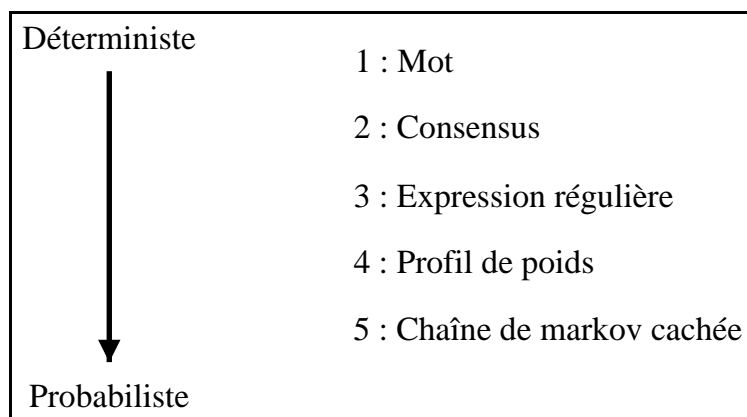 Déterministe
1 : Mot
2 : Consensus
3 : Expression régulière
4 : Profil de poids
5 : Chaîne de markov cachée
Probabiliste